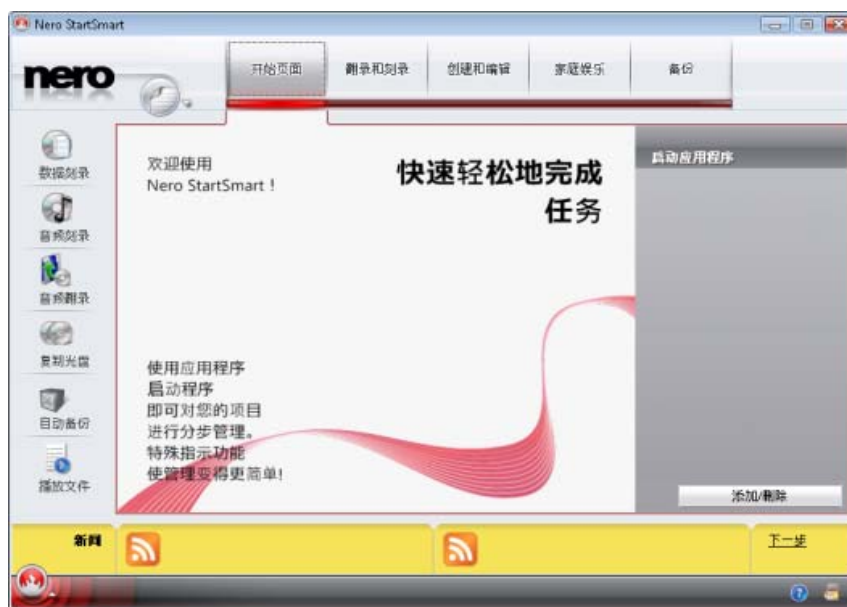 Nero StartSmart
nero
开始页面
翻录和刻录
创建和编辑
家庭娱乐
备份
数据刻录
音频刻录
音频翻录
复制光盘
自动备份
播放文件
欢迎使用
Nero StartSmart !
快速轻松地完成
任务
使用应用程序
启动程序
即可对您的项目
进行分步管理。
特殊指示功能
使管理变得更简单!
启动应用程序
添加/删除
新闻
下一步